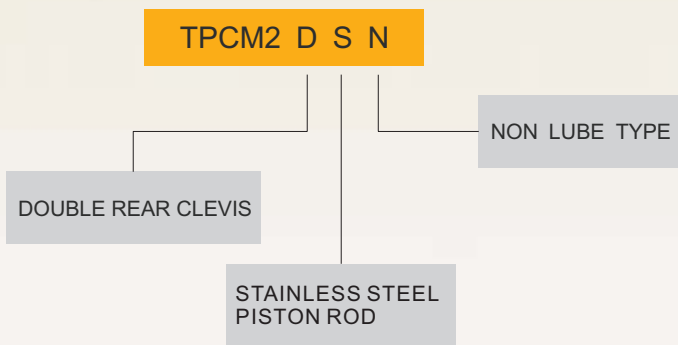 TPCM2 D S N
NON LUBE TYPE
DOUBLE REAR CLEVIS
STAINLESS STEEL
PISTON ROD